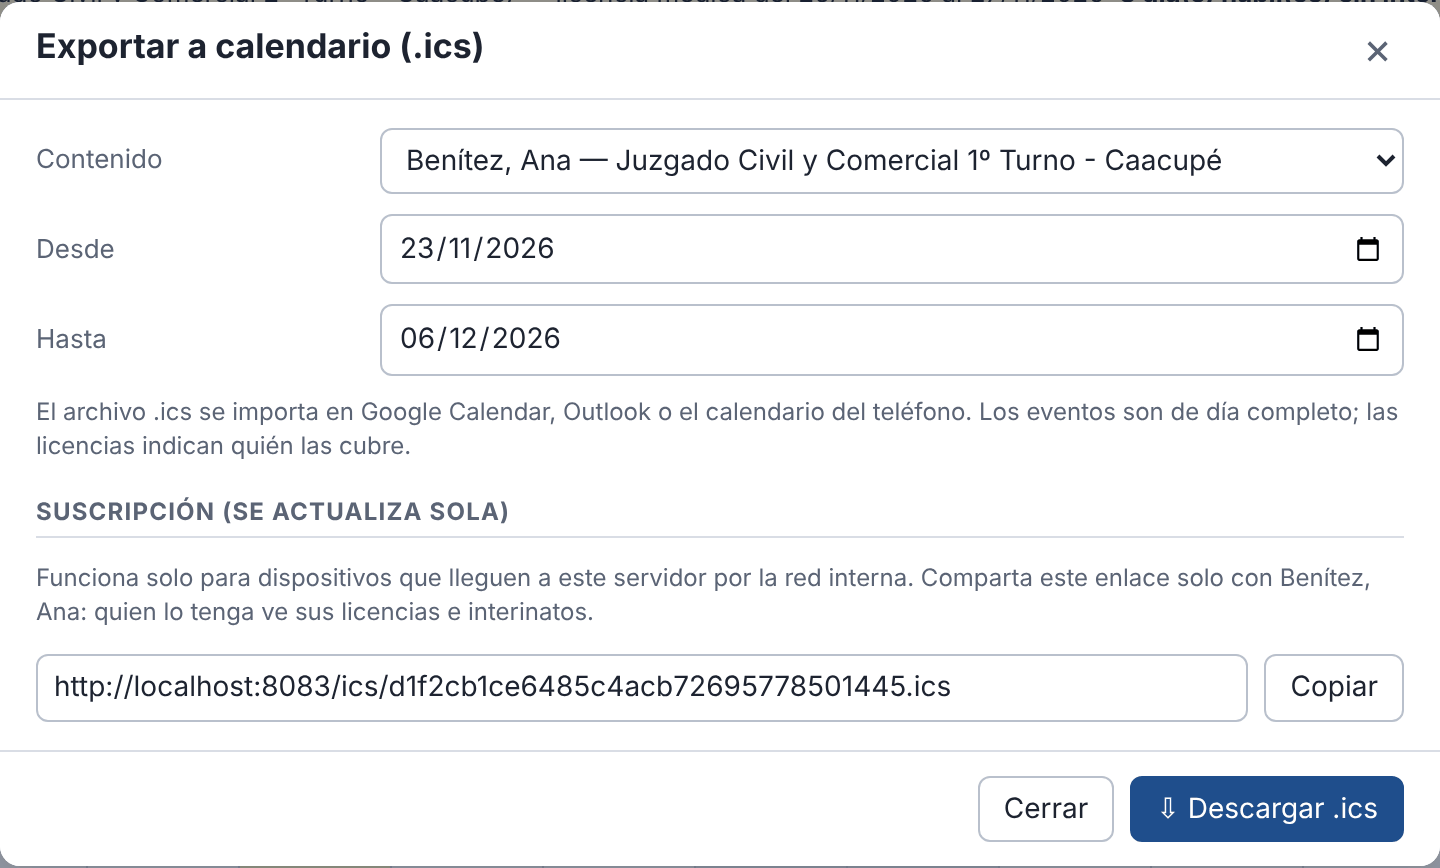 Exportar a calendario (.ics)
Contenido
Benítez, Ana — Juzgado Civil y Comercial 1º Turno - Caacupé
Desde
23/11/2026
Hasta
06/12/2026
El archivo .ics se importa en Google Calendar, Outlook o el calendario del teléfono. Los eventos son de día completo; las
licencias indican quién las cubre.
SUSCRIPCIÓN (SE ACTUALIZA SOLA)
Funciona solo para dispositivos que lleguen a este servidor por la red interna. Comparta este enlace solo con Benítez,
Ana: quien lo tenga ve sus licencias e interinatos.
http://localhost:8083/ics/d1f2cb1ce6485c4acb72695778501445.ics
Copiar
Cerrar
⇩ Descargar .ics